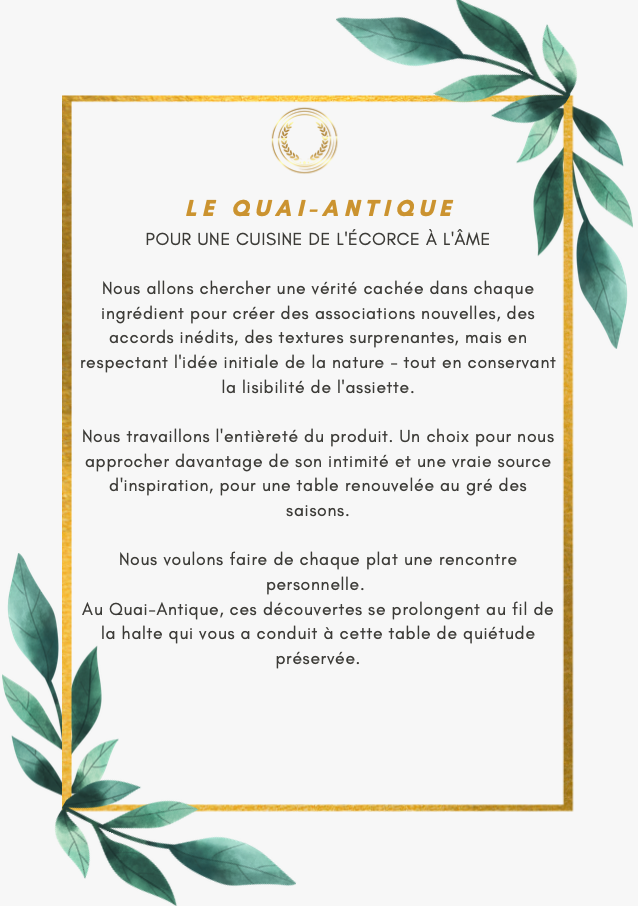 LE QUAI-ANTIQUE
POUR UNE CUISINE DE L'ÉCORCE À L'ÂME
Nous allons chercher une vérité cachée dans chaque
ingrédient pour créer des associations nouvelles, des
accords inédits, des textures surprenantes, mais en
respectant l'idée initiale de la nature - tout en conservant
la lisibilité de l'assiette.
Nous travaillons l'entièreté du produit. Un choix pour nous
approcher davantage de son intimité et une vraie source
d'inspiration, pour une table renouvelée au gré des
saisons.
Nous voulons faire de chaque plat une rencontre
personnelle.
Au Quai-Antique, ces découvertes se prolongent au fil de
la halte qui vous a conduit à cette table de quiétude
préservée.